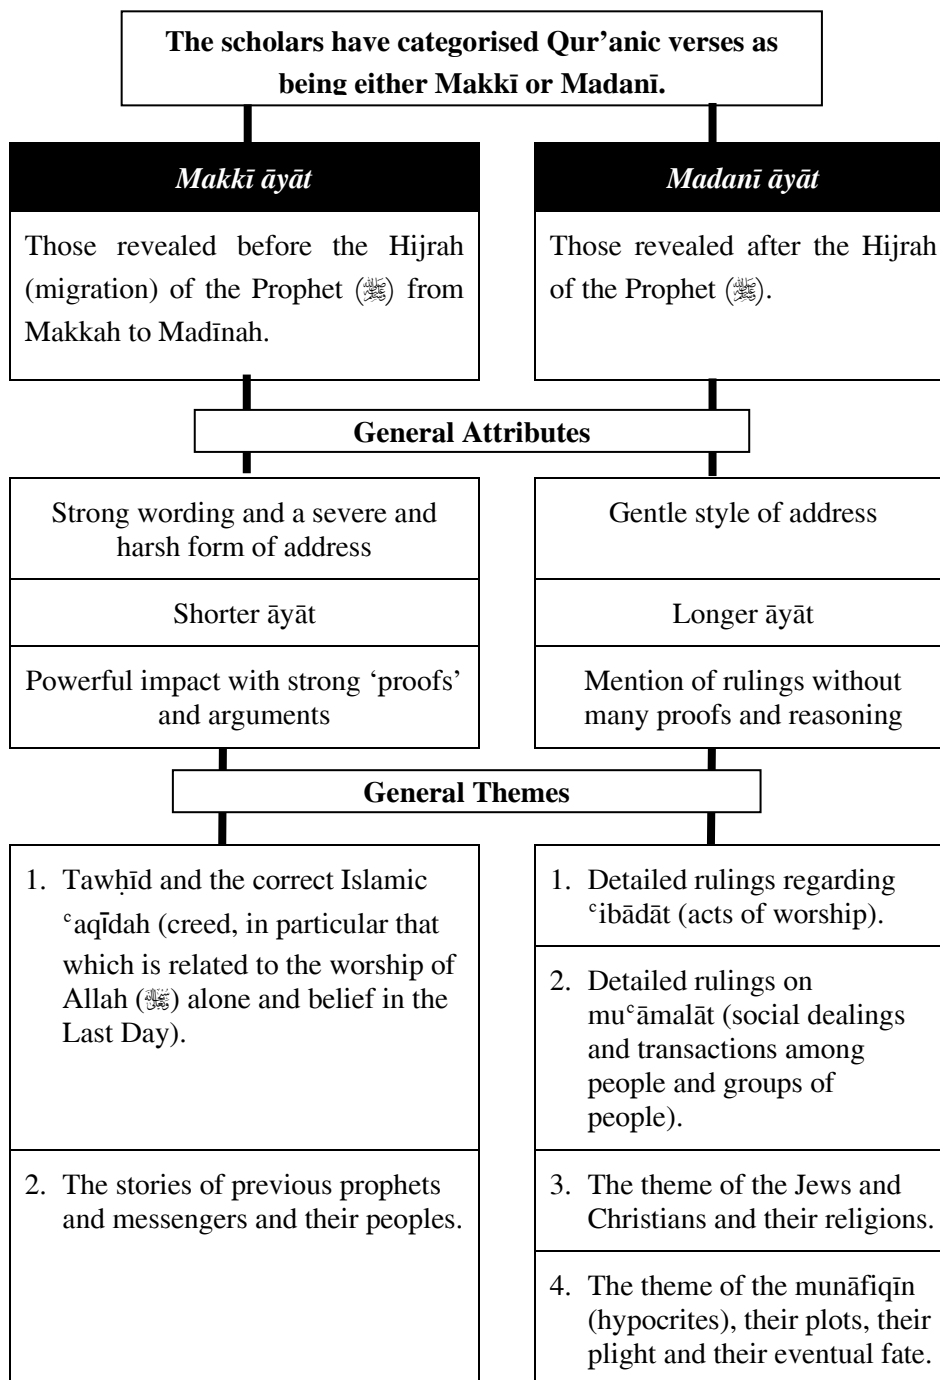 The scholars have categorised Qur’anic verses as
being either Makkī or Madanī.
Makkī āyāt
Those revealed before the Hijrah
(migration) of the Prophet (ﷺ) from
Makkah to Madīnah.
Madanī āyāt
Those revealed after the Hijrah
of the Prophet (ﷺ).
General Attributes
Strong wording and a severe and
harsh form of address
Gentle style of address
Shorter āyāt
Longer āyāt
Powerful impact with strong ‘proofs’
and arguments
Mention of rulings without
many proofs and reasoning
General Themes
1. Tawḥīd and the correct Islamic
ʿaqīdah (creed, in particular that
which is related to the worship of
Allah (سبحانه وتعالى) alone and belief in the
Last Day).
2. The stories of previous prophets
and messengers and their peoples.
1. Detailed rulings regarding
ʿibādāt (acts of worship).
2. Detailed rulings on
muʿāmalāt (social dealings
and transactions among
people and groups of
people).
3. The theme of the Jews and
Christians and their religions.
4. The theme of the munāfiqīn
(hypocrites), their plots, their
plight and their eventual fate.